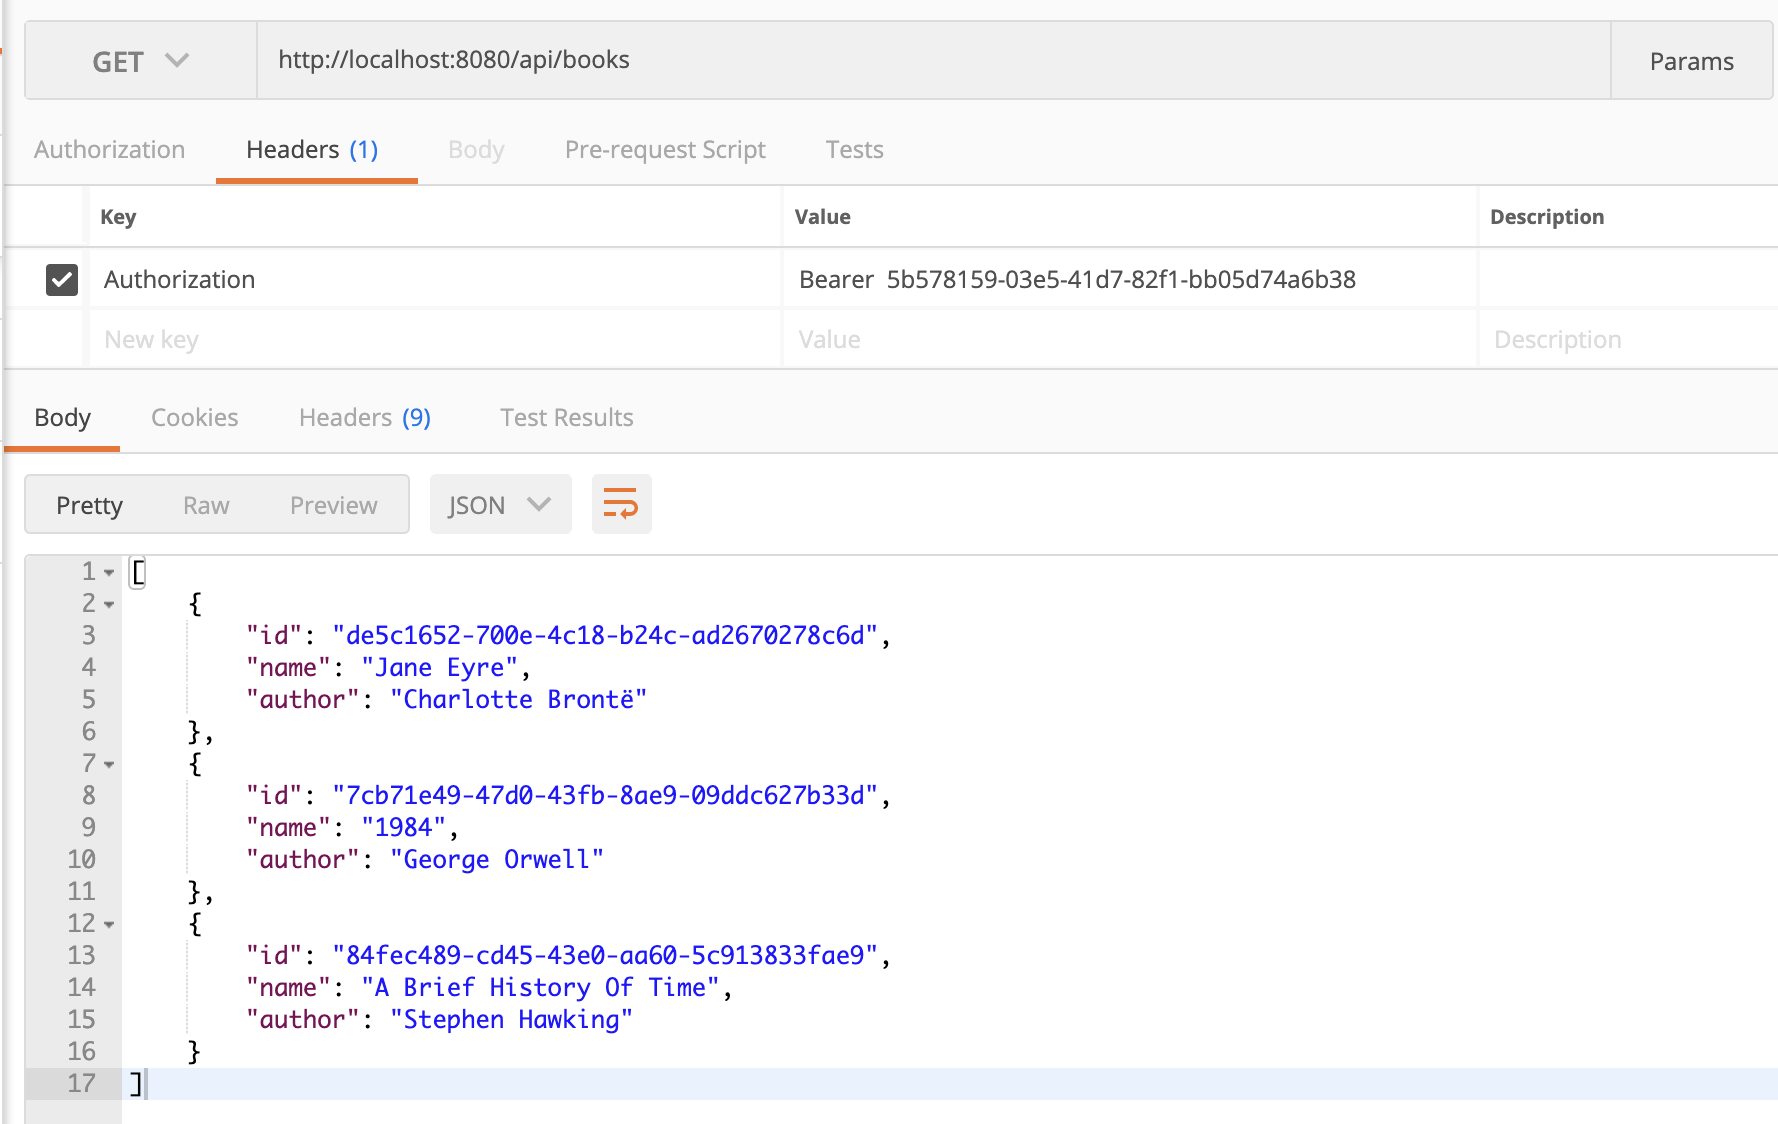 GET http://localhost:8080/api/books Params
Authorization Headers (1) Body Pre-request Script Tests
Key Value Description
Authorization Bearer 5b578159-03e5-41d7-82f1-bb05d74a6b38
New key Value Description
Body Cookies Headers (9) Test Results
Pretty Raw Preview JSON
1 [
2 {
3 "id": "de5c1652-700e-4c18-b24c-ad2670278c6d",
4 "name": "Jane Eyre",
5 "author": "Charlotte Brontë"
6 },
7 {
8 "id": "7cb71e49-47d0-43fb-8ae9-09ddc627b33d",
9 "name": "1984",
10 "author": "George Orwell"
11 },
12 {
13 "id": "84fec489-cd45-43e0-aa60-5c913833fae9",
14 "name": "A Brief History Of Time",
15 "author": "Stephen Hawking"
16 }
17 ]